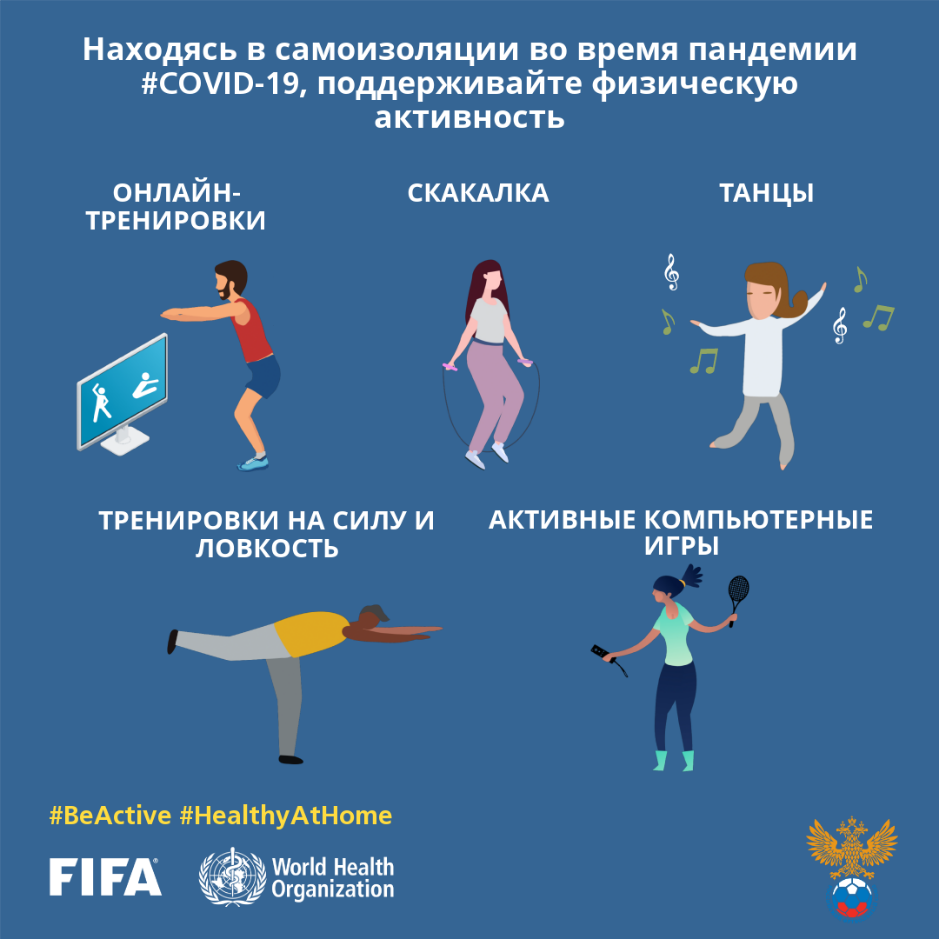 Находясь в самоизоляции во время пандемии
#COVID-19, поддерживайте физическую
активность
ОНЛАЙН-
ТРЕНИРОВКИ
СКАКАЛКА
ТАНЦЫ
ТРЕНИРОВКИ НА СИЛУ И
ЛОВКОСТЬ
АКТИВНЫЕ КОМПЬЮТЕРНЫЕ
ИГРЫ
#BeActive #HealthyAtHome
FIFA®
World Health
Organization